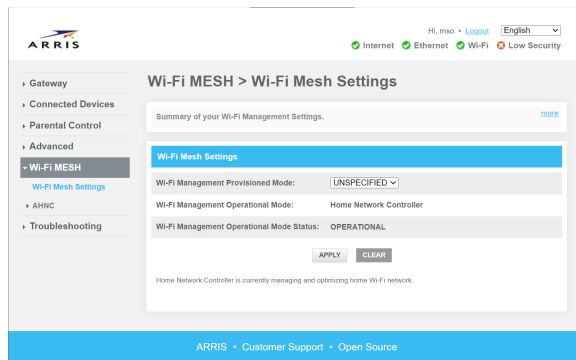 ARRIS
Hi, mso • Logout English
Internet Ethernet Wi-Fi Low Security
Gateway
Connected Devices
Parental Control
Advanced
Wi-Fi MESH
Wi-Fi Mesh Settings
AHNC
Troubleshooting
Wi-Fi MESH > Wi-Fi Mesh Settings
Summary of your Wi-Fi Management Settings.
more
Wi-Fi Mesh Settings
Wi-Fi Management Provisioned Mode: UNSPECIFIED
Wi-Fi Management Operational Mode: Home Network Controller
Wi-Fi Management Operational Mode Status: OPERATIONAL
APPLY CLEAR
Home Network Controller is currently managing and optimizing home Wi-Fi network.
ARRIS • Customer Support • Open Source